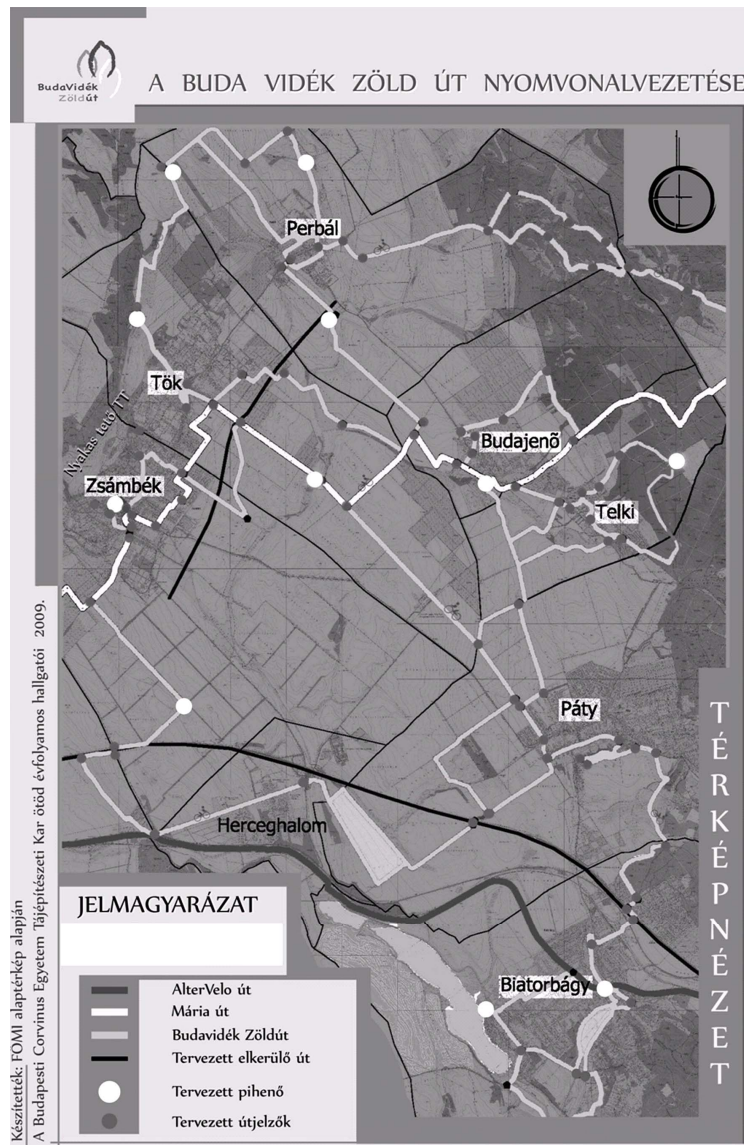 BudaVidék
Zöldút
A BUDA VIDÉK ZÖLD ÚT NYOMVONALVEZETÉSE
Perbál
Tök
Nyakas tető TT
Zsámbék
Budajenõ
Telki
Páty
Herceghalom
Biatorbágy
TÉRKÉPNÉZET
JELMAGYARÁZAT
AlterVelo út
Mária út
Budavidék Zöldút
Tervezett elkerülő út
Tervezett pihenő
Tervezett útjelzők
Készítették: FÖMI alaptérkép alapján
A Budapesti Corvinus Egyetem Tájépítészeti Kar ötöd évfolyamos hallgatói 2009.